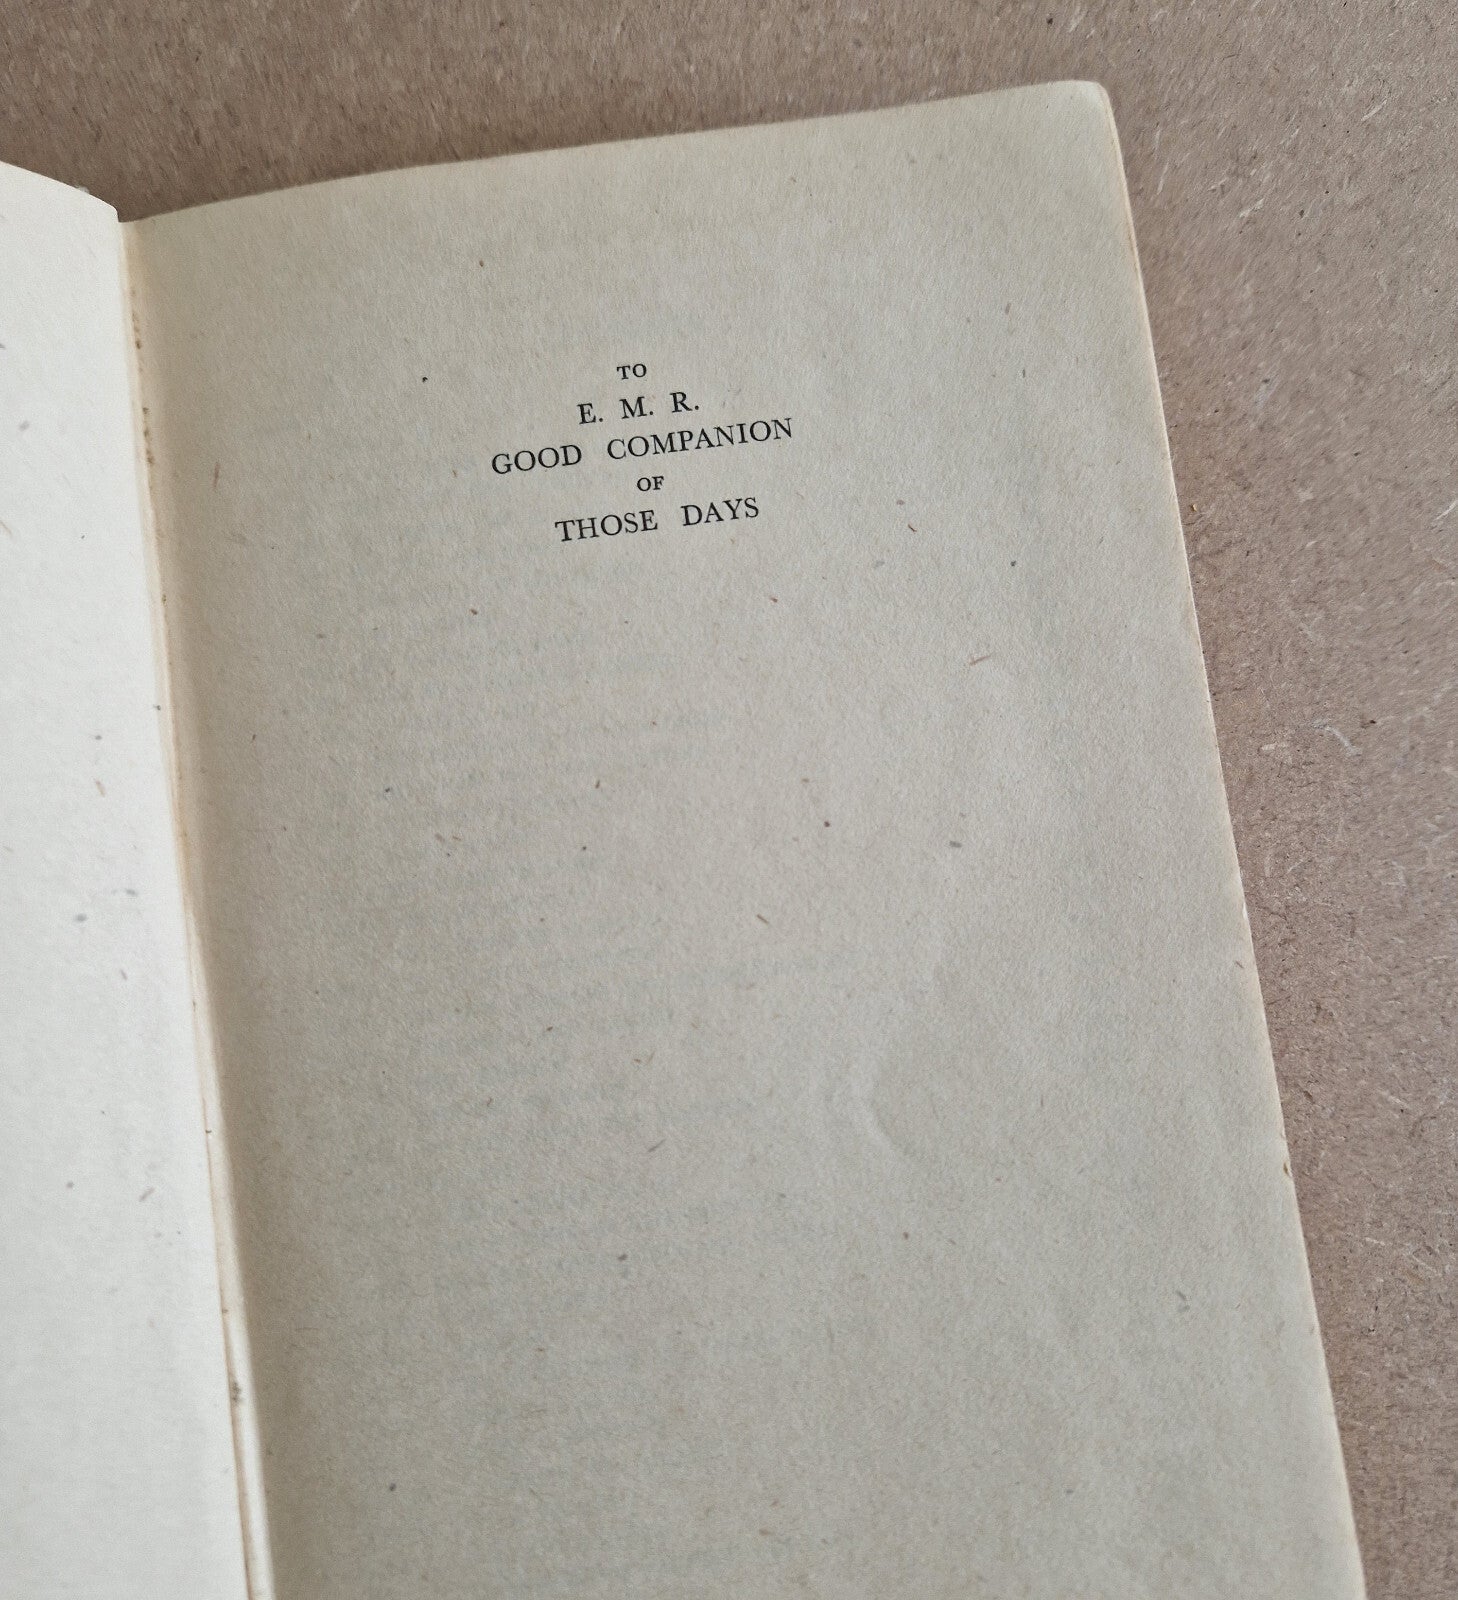 TO
E. M. R.
GOOD COMPANION
OF
THOSE DAYS